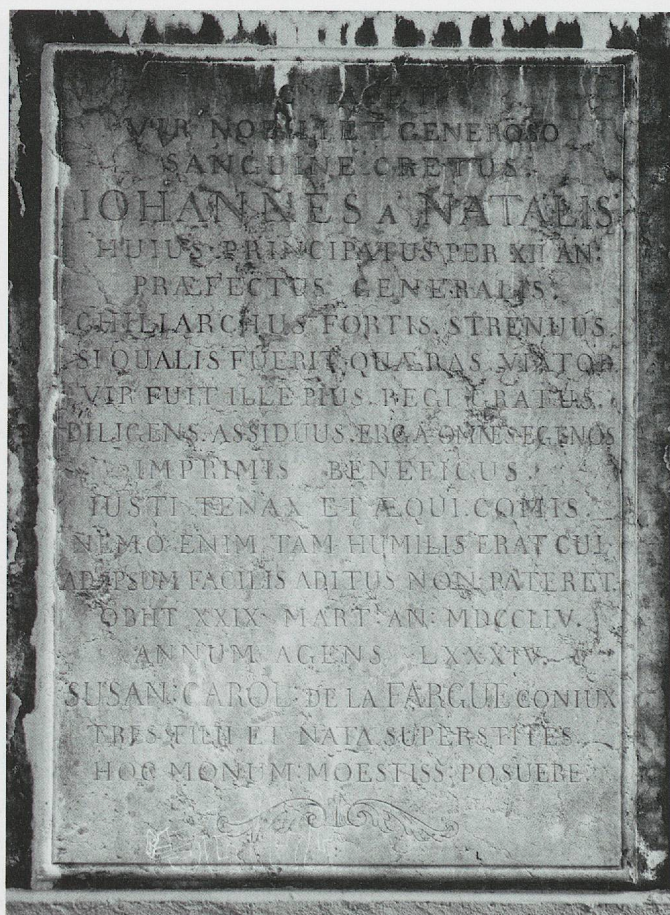 VIR NOBILI ET GENEROSO
SANGUINE CRETUS.
IOHANNES A NATALIS
HUIUS PRINCIPATUS PER XII AN:
PRÆFECTUS GENERALIS.
CHILIARCHUS FORTIS. STRENUUS.
SI QUALIS FUERIT, QUÆRAS VIATOR
VIR FUIT ILLE PIUS. REGI GRATUS.
DILIGENS. ASSIDUUS. ERGA OMNES EGENOS
IMPRIMIS BENEFICUS.
IUSTI TENAX ET ÆQUI. COMIS.
NEMO ENIM TAM HUMILIS ERAT CUI
AD IPSUM FACILIS ADITUS NON PATERET.
OBIIT XXIX MART: AN: MDCCLIV.
ANNUM AGENS LXXXIV.
SUSAN: CAROL: DE LA FARGUE CONIUX
TRES FILII ET NATA SUPERSTITES
HOC MONUM: MOESTISS: POSUERE.